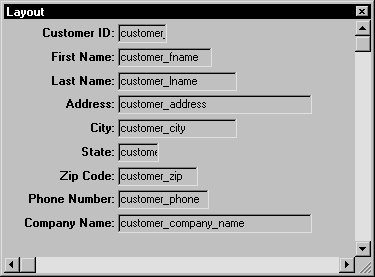 Layout
Customer ID: customer_
First Name: customer_fname
Last Name: customer_lname
Address: customer_address
City: customer_city
State: custome
Zip Code: customer_zip
Phone Number: customer_phone
Company Name: customer_company_name